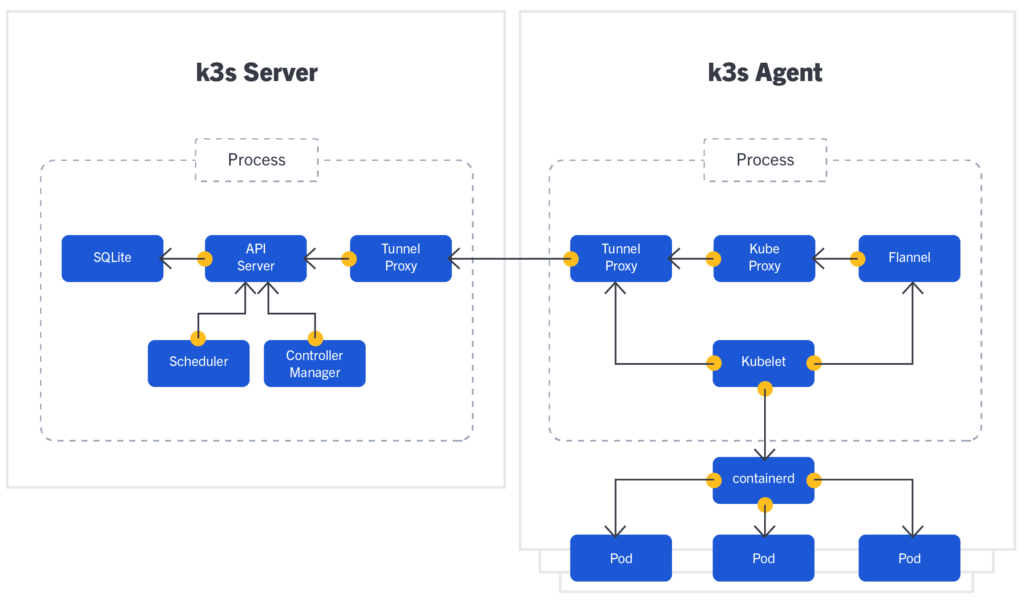 k3s Server
Process
SQLite
API
Server
Tunnel
Proxy
Scheduler
Controller
Manager
k3s Agent
Process
Tunnel
Proxy
Kube
Proxy
Flannel
Kubelet
containerd
Pod
Pod
Pod